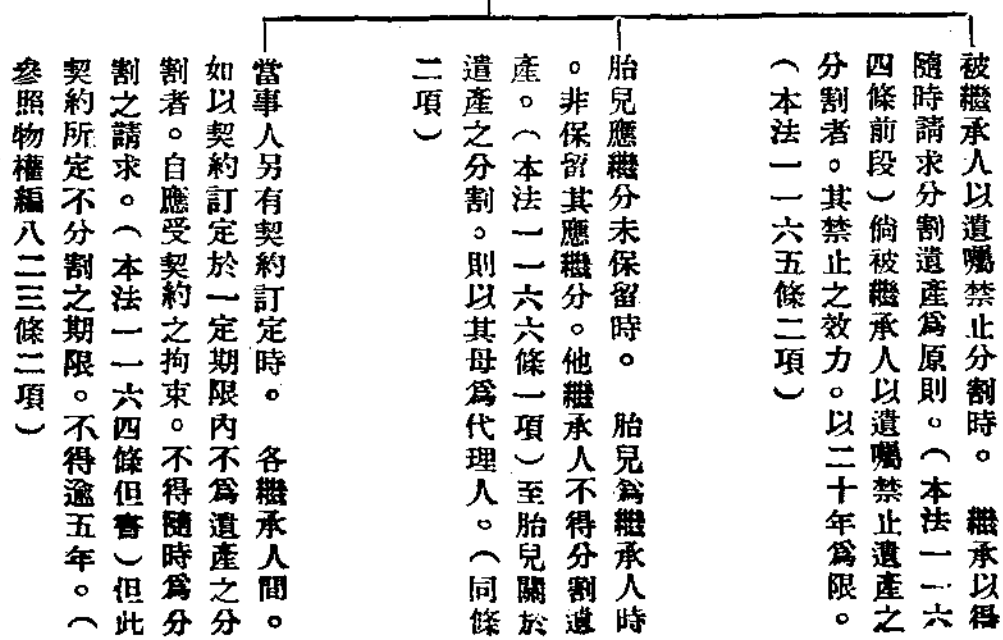 被繼承人以遺囑禁止分割時。　繼承以得
隨時請求分割遺產爲原則。（本法一一六
四條前段）倘被繼承人以遺囑禁止遺產之
分割者。其禁止之效力。以二十年爲限。
（本法一一六五條二項）
胎兒應繼分未保留時。　胎兒爲繼承人時
。非保留其應繼分。他繼承人不得分割遺
產。（本法一一六六條一項）至胎兒關於
遺產之分割。則以其母爲代理人。（同條
二項）
當事人另有契約訂定時。　各繼承人間。
如以契約訂定於一定期限內不爲遺產之分
割者。自應受契約之拘束。不得隨時爲分
割之請求。（本法一一六四條但書）但此
契約所定不分割之期限。不得逾五年。（
參照物權編八二三條二項）